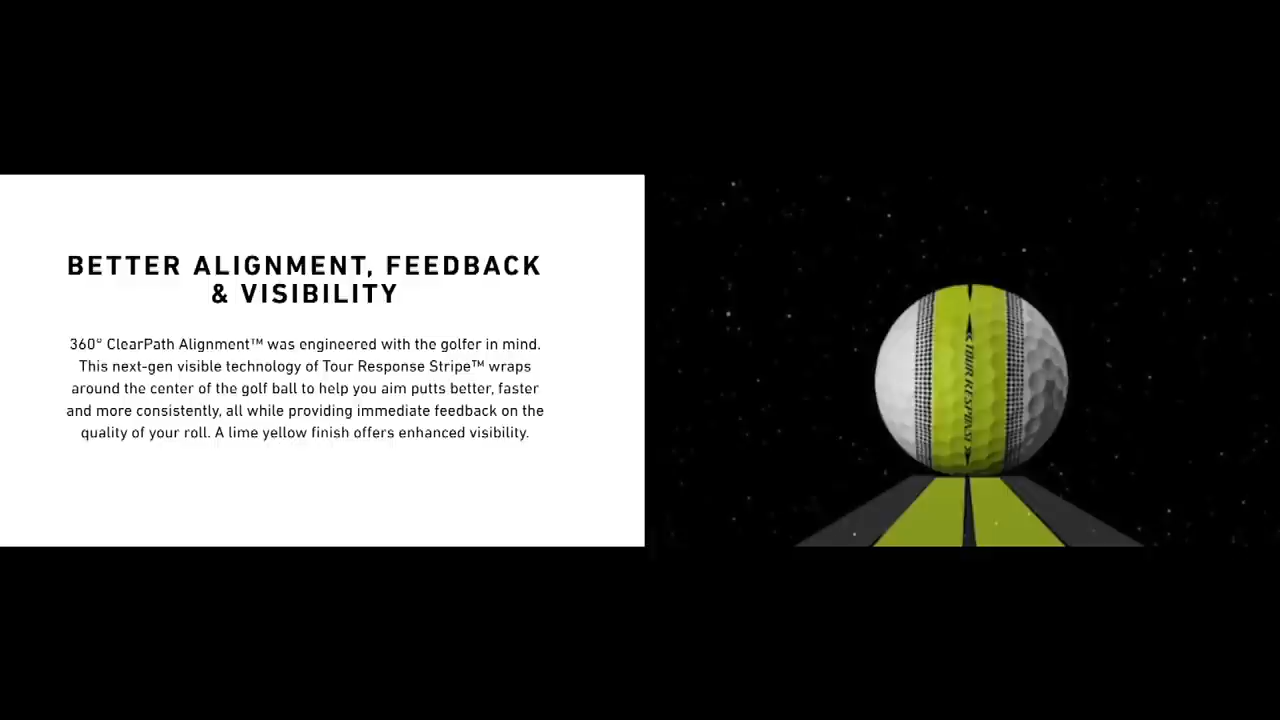 BETTER ALIGNMENT, FEEDBACK
& VISIBILITY
360° ClearPath Alignment™ was engineered with the golfer in mind.
This next-gen visible technology of Tour Response Stripe™ wraps
around the center of the golf ball to help you aim putts better, faster
and more consistently, all while providing immediate feedback on the
quality of your roll. A lime yellow finish offers enhanced visibility.
TOUR RESPONSE